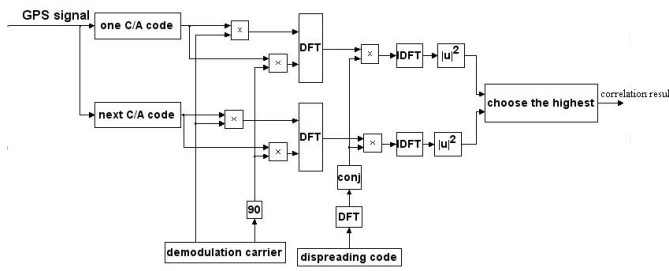 GPS signal
one C/A code
x
x
DFT
x
IDFT
|u|²
choose the highest
correlation resul
next C/A code
x
x
DFT
x
IDFT
|u|²
conj
90
DFT
demodulation carrier
dispreading code